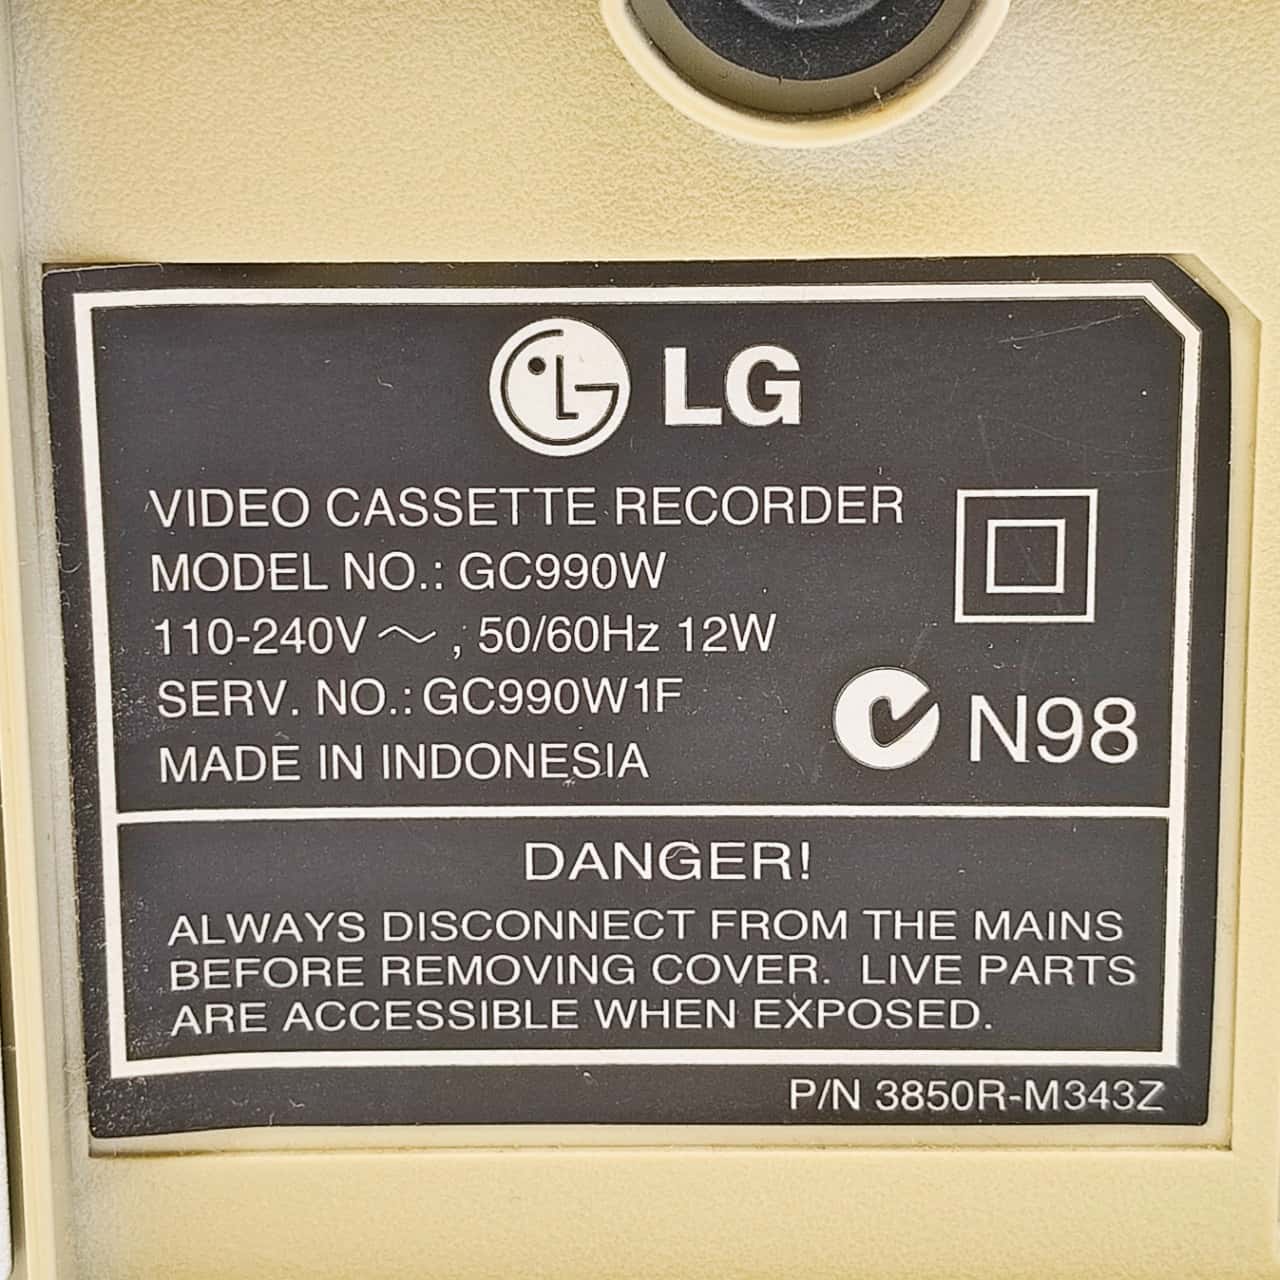 LG
VIDEO CASSETTE RECORDER
MODEL NO.: GC990W
110-240V ～ , 50/60Hz 12W
SERV. NO.: GC990W1F
N98
MADE IN INDONESIA
DANGER!
ALWAYS DISCONNECT FROM THE MAINS
BEFORE REMOVING COVER. LIVE PARTS
ARE ACCESSIBLE WHEN EXPOSED.
P/N 3850R-M343Z